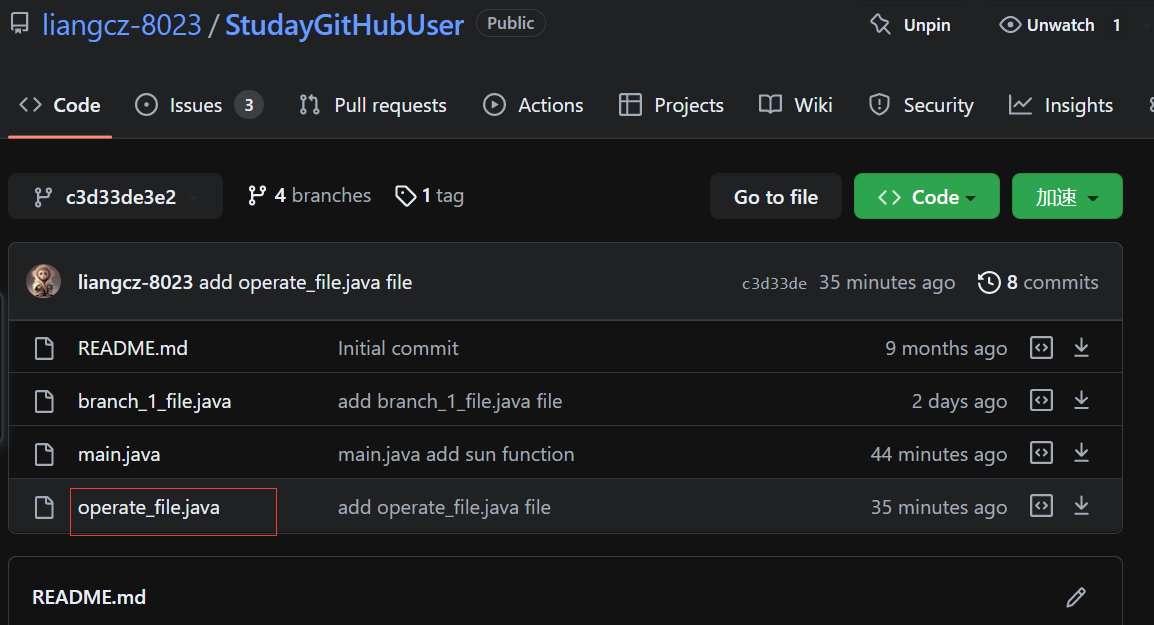 liangcz-8023 / StudayGitHubUser Public Unpin Unwatch 1
Code Issues 3 Pull requests Actions Projects Wiki Security Insights
c3d33de3e2 4 branches 1 tag Go to file Code 加速
liangcz-8023 add operate_file.java file c3d33de 35 minutes ago 8 commits
README.md Initial commit 9 months ago
branch_1_file.java add branch_1_file.java file 2 days ago
main.java main.java add sun function 44 minutes ago
operate_file.java add operate_file.java file 35 minutes ago
README.md